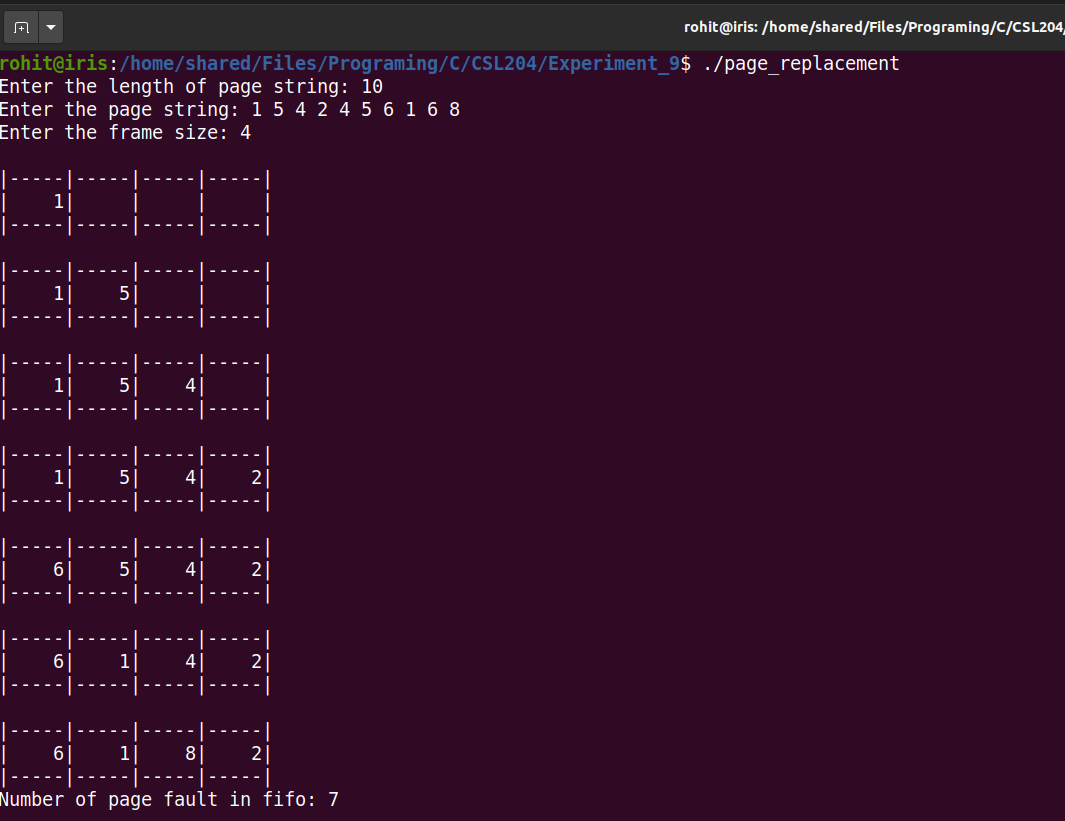 rohit@iris: /home/shared/Files/Programing/C/CSL204/
rohit@iris:/home/shared/Files/Programing/C/CSL204/Experiment_9$ ./page_replacement
Enter the length of page string: 10
Enter the page string: 1 5 4 2 4 5 6 1 6 8
Enter the frame size: 4
|-----|-----|-----|-----|
|    1|     |     |     |
|-----|-----|-----|-----|
|-----|-----|-----|-----|
|    1|    5|     |     |
|-----|-----|-----|-----|
|-----|-----|-----|-----|
|    1|    5|    4|     |
|-----|-----|-----|-----|
|-----|-----|-----|-----|
|    1|    5|    4|    2|
|-----|-----|-----|-----|
|-----|-----|-----|-----|
|    6|    5|    4|    2|
|-----|-----|-----|-----|
|-----|-----|-----|-----|
|    6|    1|    4|    2|
|-----|-----|-----|-----|
|-----|-----|-----|-----|
|    6|    1|    8|    2|
|-----|-----|-----|-----|
Number of page fault in fifo: 7